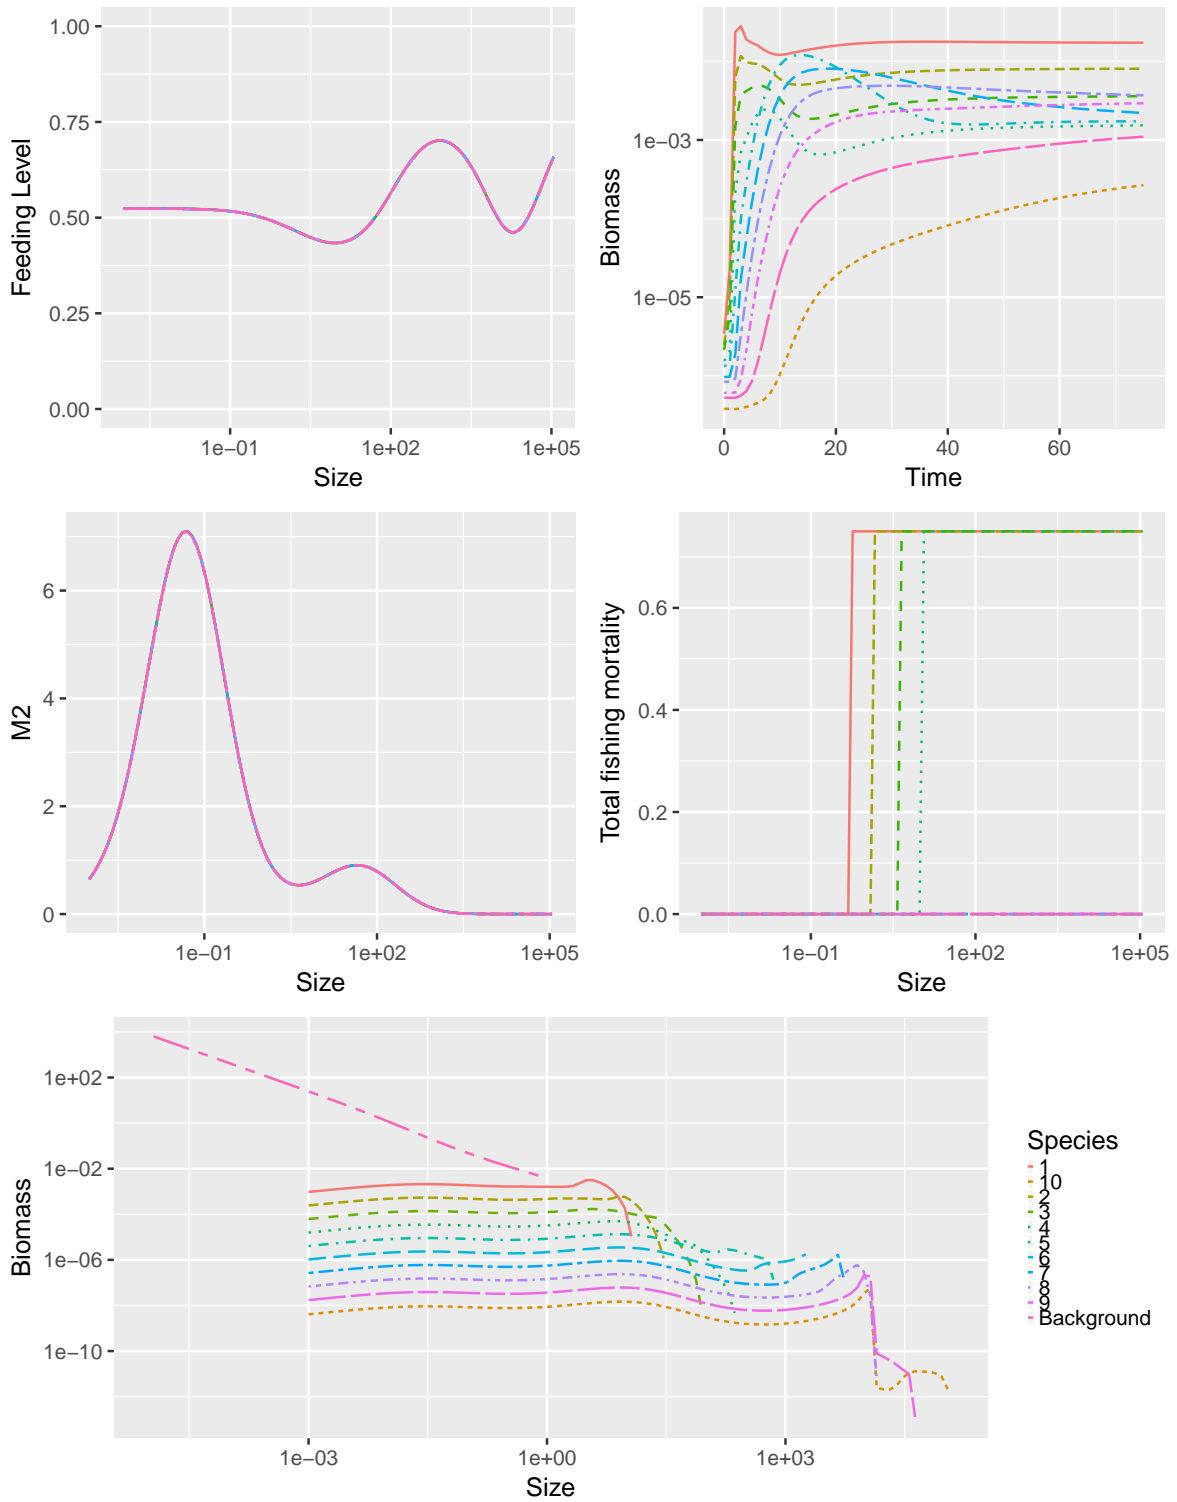 1.00
0.75
0.50
0.25
0.00
Feeding Level
1e−01
1e+02
1e+05
Size
1e−03
1e−05
Biomass
0
20
40
60
Time
6
4
2
0
M2
1e−01
1e+02
1e+05
Size
0.6
0.4
0.2
0.0
Total fishing mortality
1e−01
1e+02
1e+05
Size
1e+02
1e−02
1e−06
1e−10
Biomass
1e−03
1e+00
1e+03
Size
Species
1
10
2
3
4
5
6
7
8
9
Background